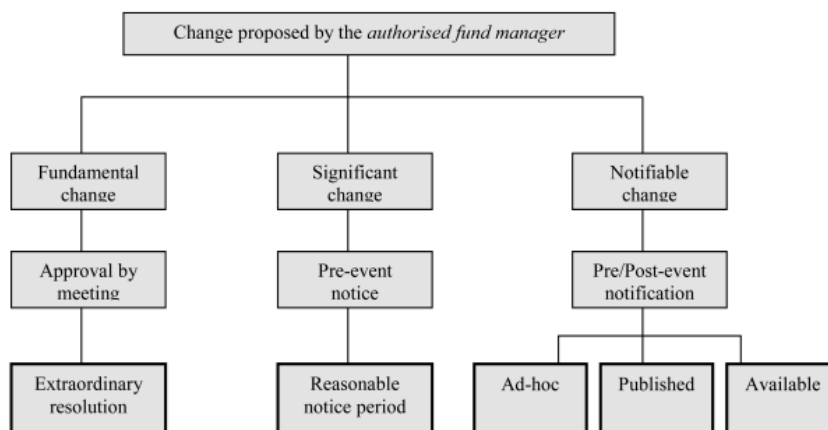 Change proposed by the authorised fund manager
Fundamental
change
Significant
change
Notifiable
change
Approval by
meeting
Pre-event
notice
Pre/Post-event
notification
Extraordinary
resolution
Reasonable
notice period
Ad-hoc
Published
Available